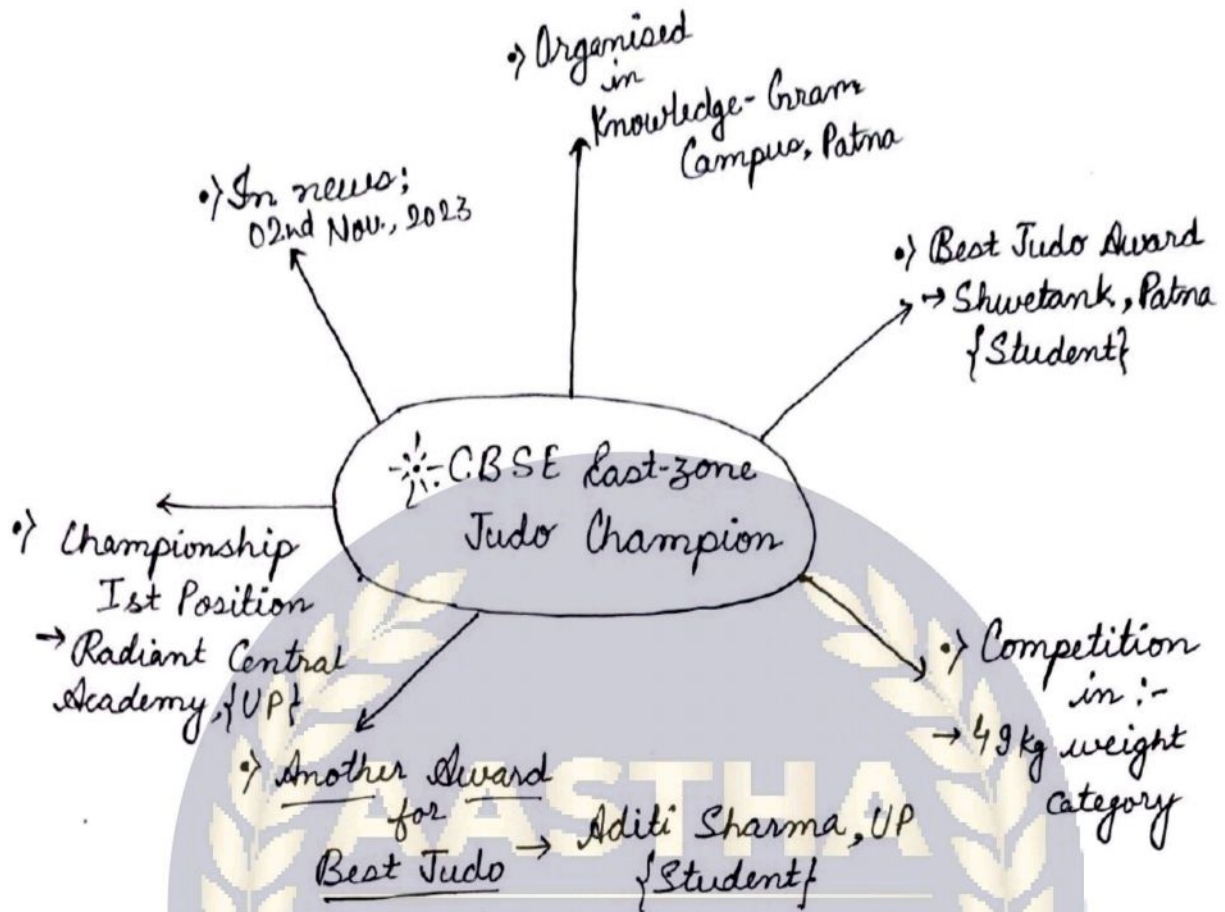 •} Organised
in
Knowledge-Gram
Campus, Patna
•} In news;
02nd Nov., 2023
•} Best Judo Award
→ Shwetank, Patna
{Student}
CBSE East-zone
Judo Champion
•} Championship
Ist Position
→ Radiant Central
Academy, {UP}
•} Competition
in :-
→ 49 kg weight
category
•} Another Award
for
Best Judo → Aditi Sharma, UP
{Student}
AASTHA